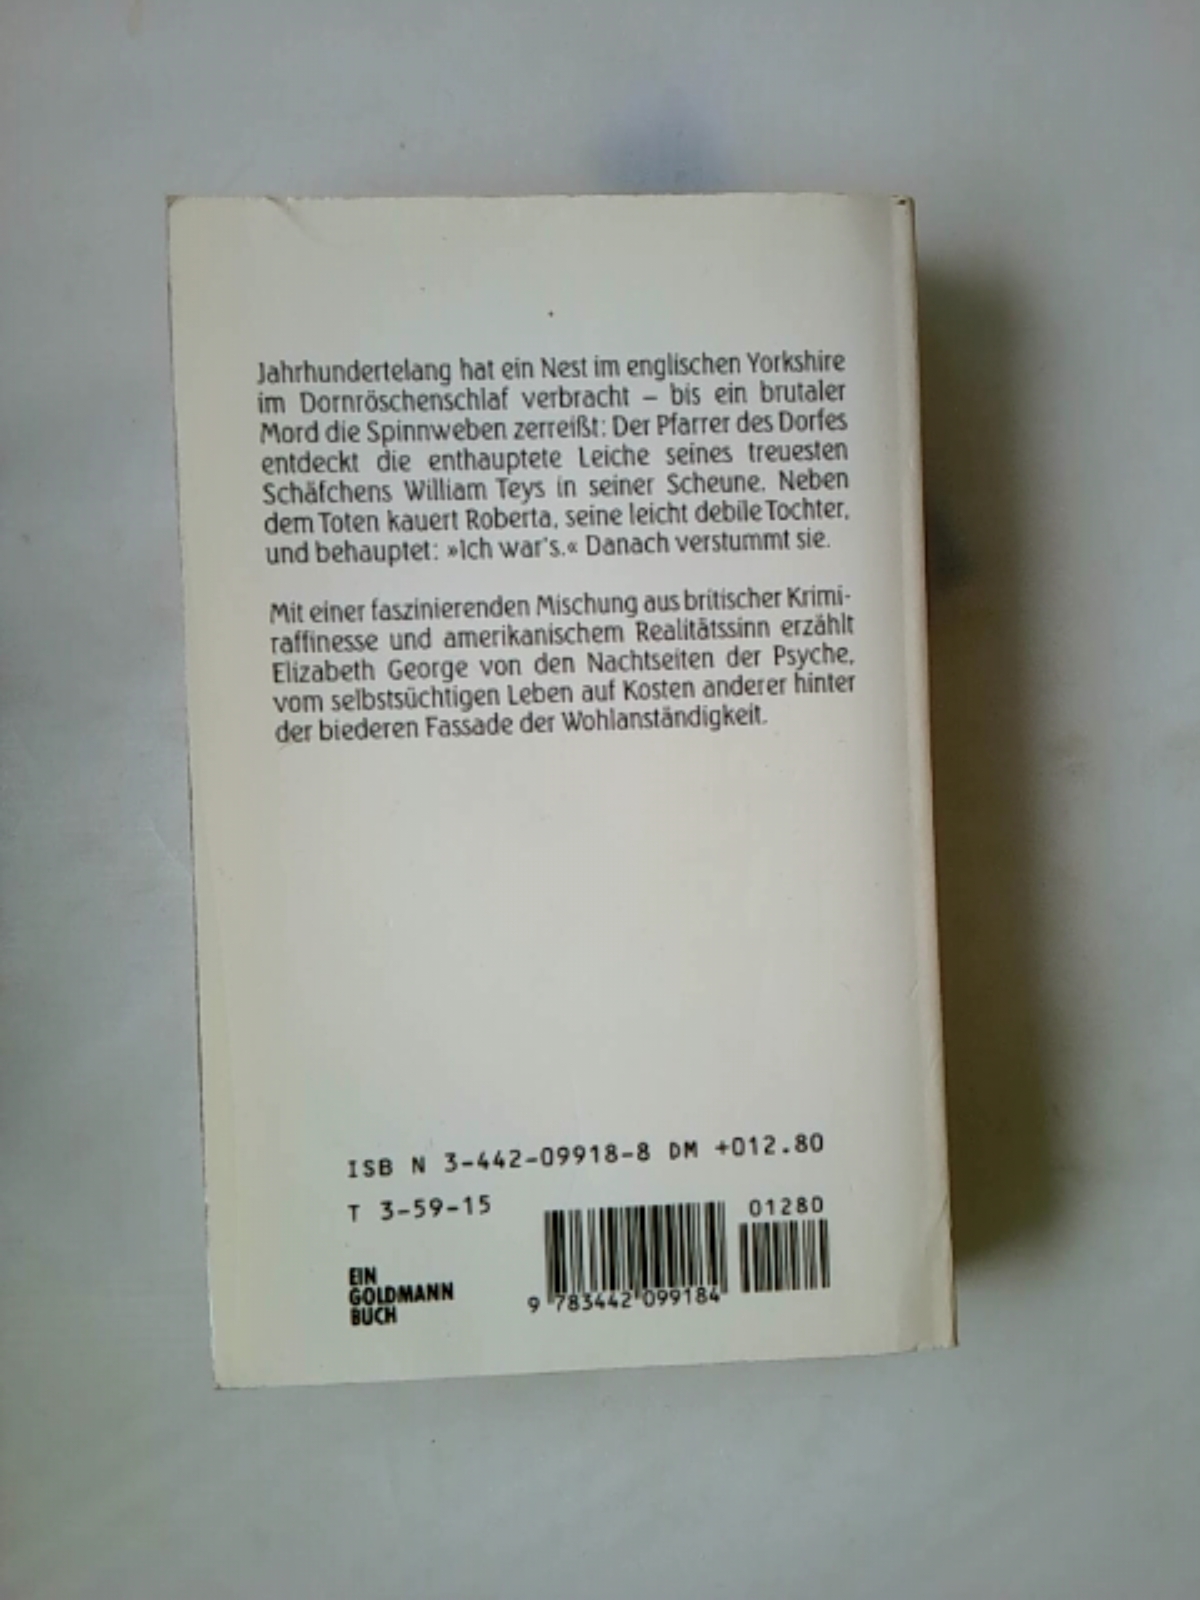 Jahrhundertelang hat ein Nest im englischen Yorkshire
im Dornröschenschlaf verbracht – bis ein brutaler
Mord die Spinnweben zerreißt: Der Pfarrer des Dorfes
entdeckt die enthauptete Leiche seines treuesten
Schäfchens William Teys in seiner Scheune. Neben
dem Toten kauert Roberta, seine leicht debile Tochter,
und behauptet: »Ich war's.« Danach verstummt sie.
Mit einer faszinierenden Mischung aus britischer Krimi-
raffinesse und amerikanischem Realitätssinn erzählt
Elizabeth George von den Nachtseiten der Psyche,
vom selbstsüchtigen Leben auf Kosten anderer hinter
der biederen Fassade der Wohlanständigkeit.
ISB N 3-442-09918-8 DM +012.80
T 3-59-15
01280
EIN
GOLDMANN
BUCH
9 783442 099184